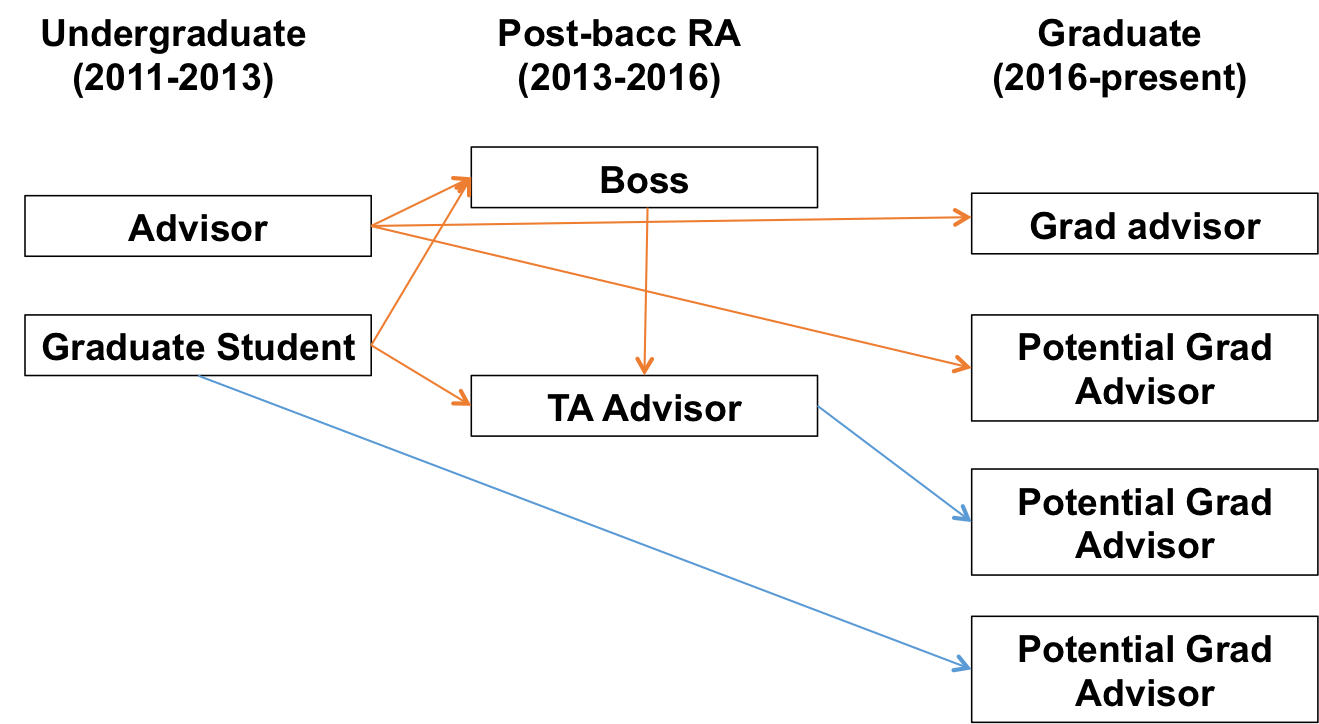 Undergraduate
(2011-2013)
Post-bacc RA
(2013-2016)
Graduate
(2016-present)
Advisor
Graduate Student
Boss
TA Advisor
Grad advisor
Potential Grad
Advisor
Potential Grad
Advisor
Potential Grad
Advisor